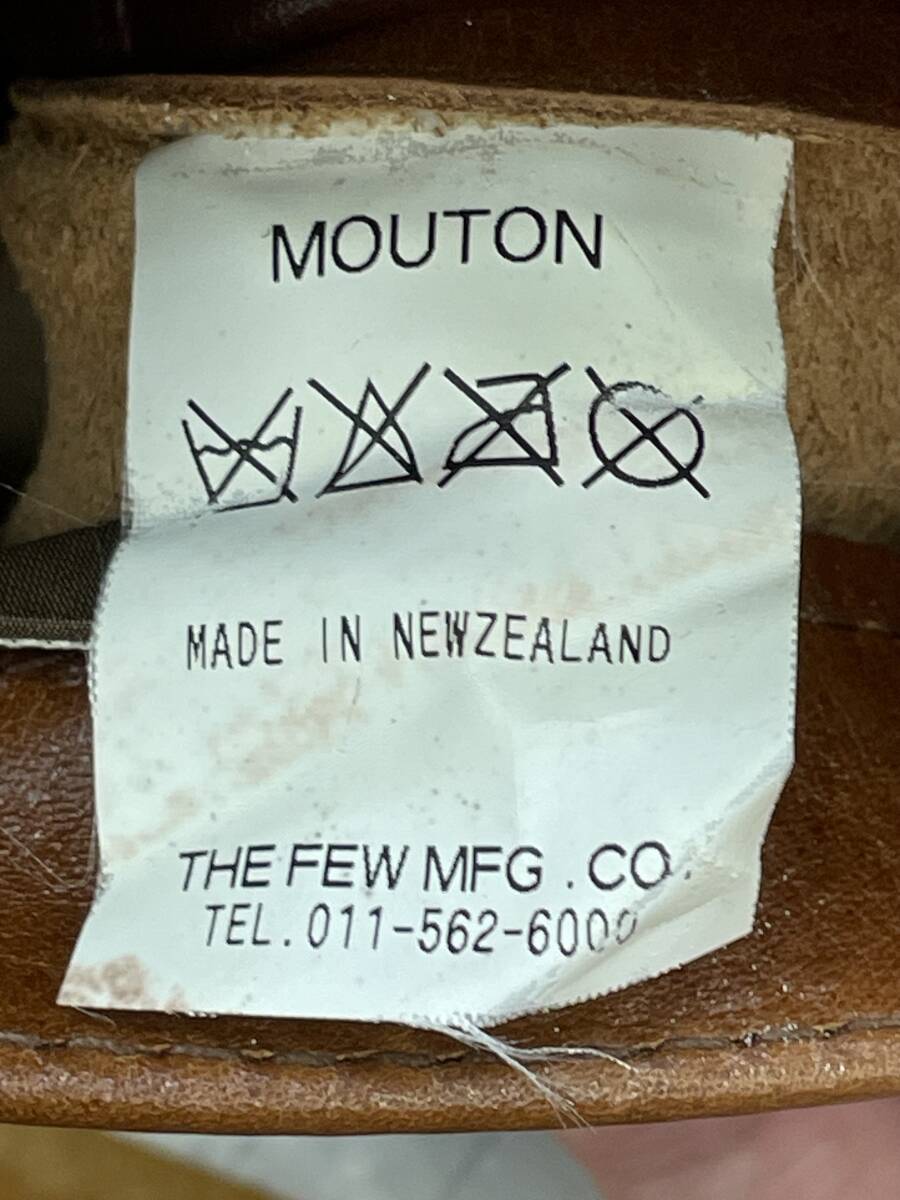 MOUTON
MADE IN NEWZEALAND
THE FEW MFG . CO.
TEL.011-562-6000